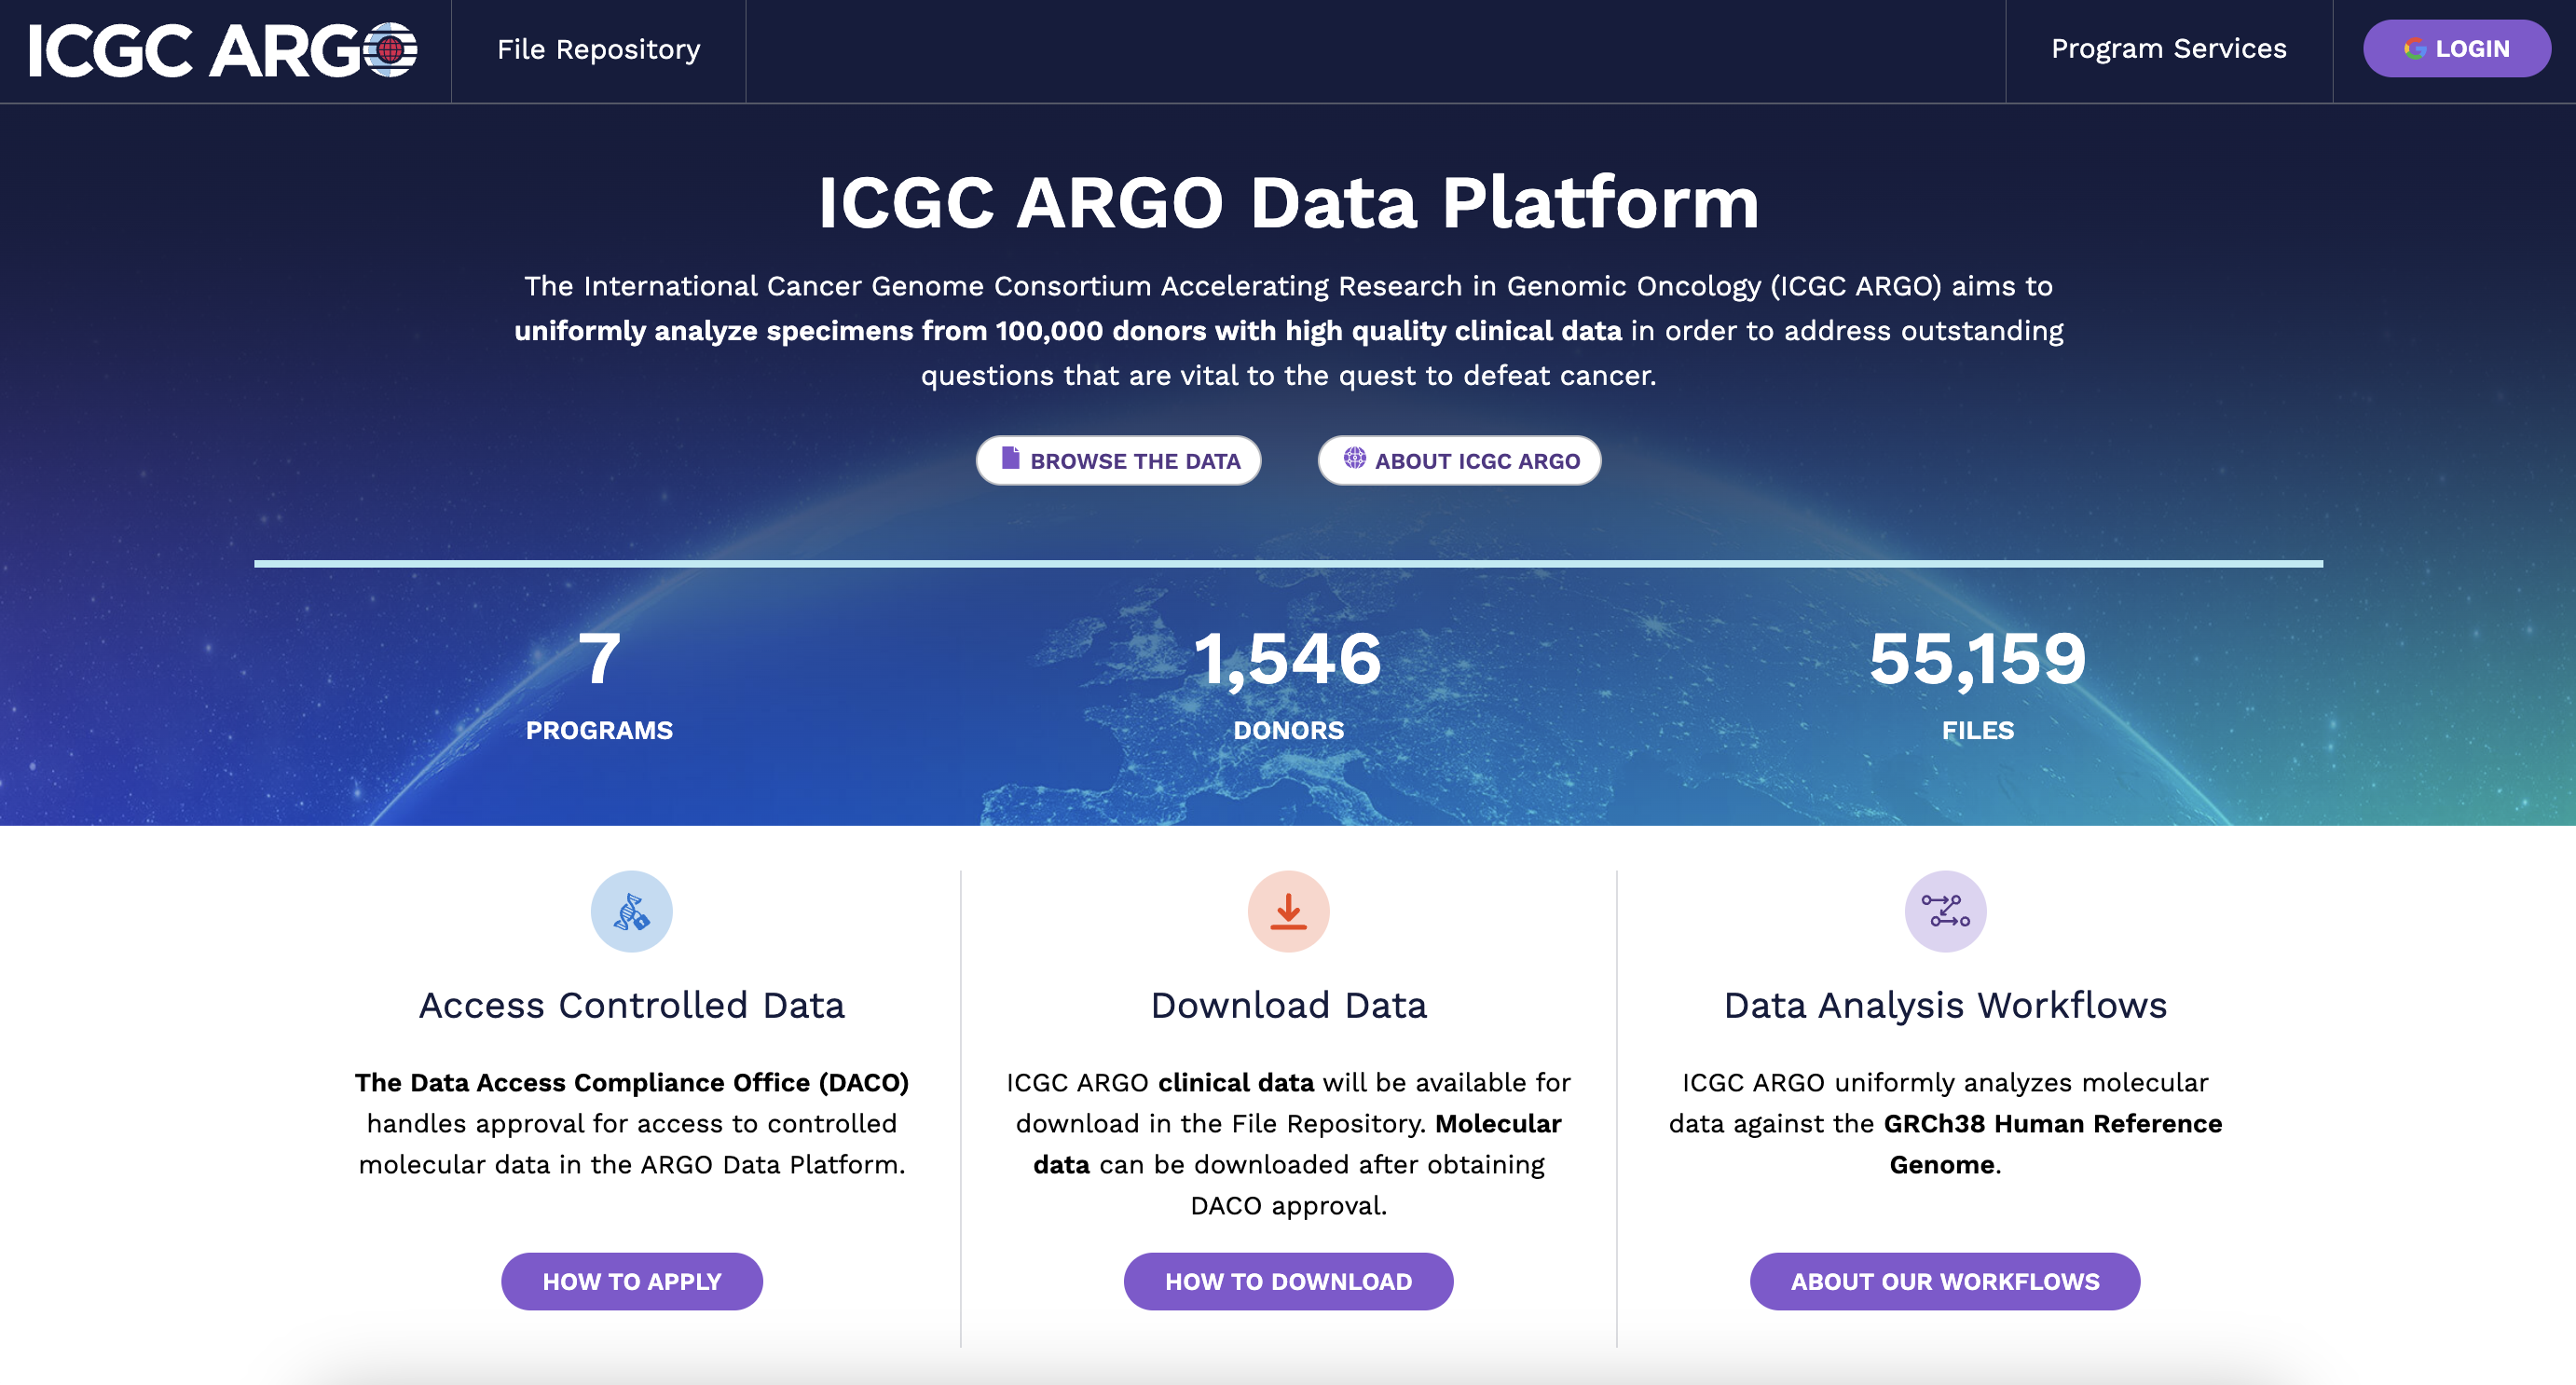 ICGC ARGO
File Repository
Program Services
LOGIN
ICGC ARGO Data Platform
The International Cancer Genome Consortium Accelerating Research in Genomic Oncology (ICGC ARGO) aims to
uniformly analyze specimens from 100,000 donors with high quality clinical data in order to address outstanding
questions that are vital to the quest to defeat cancer.
BROWSE THE DATA
ABOUT ICGC ARGO
7
PROGRAMS
1,546
DONORS
55,159
FILES
Access Controlled Data
The Data Access Compliance Office (DACO)
handles approval for access to controlled
molecular data in the ARGO Data Platform.
HOW TO APPLY
Download Data
ICGC ARGO clinical data will be available for
download in the File Repository. Molecular
data can be downloaded after obtaining
DACO approval.
HOW TO DOWNLOAD
Data Analysis Workflows
ICGC ARGO uniformly analyzes molecular
data against the GRCh38 Human Reference
Genome.
ABOUT OUR WORKFLOWS